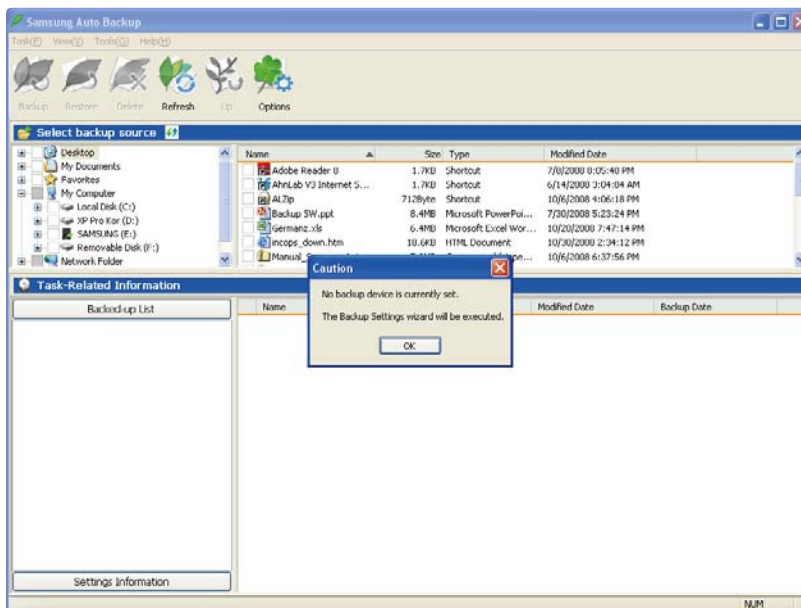 Samsung Auto Backup
Task(P) View(V) Tools(Q) Help(H)
Backup Restore Delete Refresh Up Options
Select backup source
Desktop
My Documents
Favorites
My Computer
Local Disk (C:)
XP Pro Kor (D:)
SAMSUNG (E:)
Removable Disk (F:)
Network Folder
Name Size Type Modified Date
Adobe Reader 8 1.7KB Shortcut 7/8/2008 8:05:40 PM
AhnLab V3 Internet S... 1.7KB Shortcut 6/14/2008 3:04:04 AM
ALZip 712Byte Shortcut 10/6/2008 4:06:18 PM
Backup SW.ppt 8.4MB Microsoft PowerPoi... 7/30/2008 5:23:24 PM
Germanz.xls 6.4MB Microsoft Excel Wor... 10/20/2008 7:47:14 PM
incops_down.htm 18.6KB HTML Document 10/30/2008 2:34:12 PM
10/6/2008 6:37:56 PM
Caution
No backup device is currently set.
The Backup Settings wizard will be executed.
OK
Task-Related Information
Backed-up List
Name Modified Date Backup Date
Settings Information
NUM